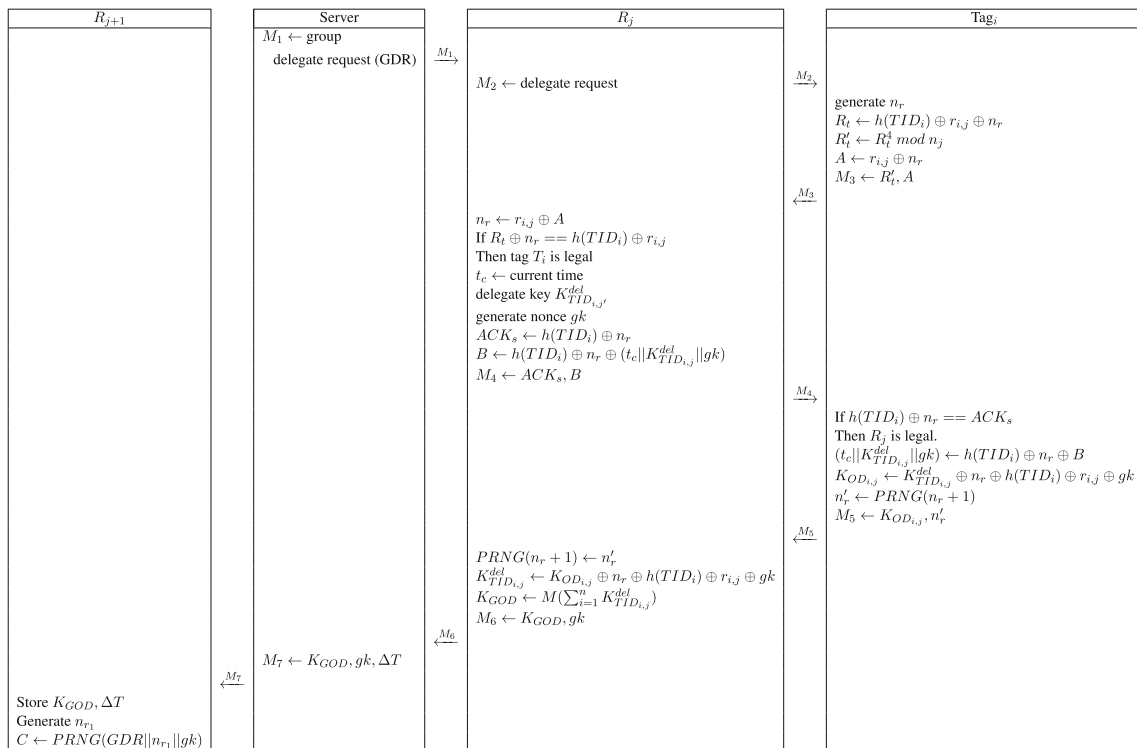 R_{j+1} Server R_j Tag_i
M_1 ← group
delegate request (GDR)
M_1
M_2 ← delegate request
M_2
generate n_r
R_t ← h(TID_i) ⊕ r_{i,j} ⊕ n_r
R'_t ← R_t^4 mod n_j
A ← r_{i,j} ⊕ n_r
M_3 ← R'_t, A
M_3
n_r ← r_{i,j} ⊕ A
If R_t ⊕ n_r == h(TID_i) ⊕ r_{i,j}
Then tag T_i is legal
t_c ← current time
delegate key K^{del}_{TID_{i,j'}}
generate nonce gk
ACK_s ← h(TID_i) ⊕ n_r
B ← h(TID_i) ⊕ n_r ⊕ (t_c||K^{del}_{TID_{i,j}}||gk)
M_4 ← ACK_s, B
M_4
If h(TID_i) ⊕ n_r == ACK_s
Then R_j is legal.
(t_c||K^{del}_{TID_{i,j}}||gk) ← h(TID_i) ⊕ n_r ⊕ B
K_{OD_{i,j}} ← K^{del}_{TID_{i,j}} ⊕ n_r ⊕ h(TID_i) ⊕ r_{i,j} ⊕ gk
n'_r ← PRNG(n_r + 1)
M_5 ← K_{OD_{i,j}}, n'_r
M_5
PRNG(n_r + 1) ← n'_r
K^{del}_{TID_{i,j}} ← K_{OD_{i,j}} ⊕ n_r ⊕ h(TID_i) ⊕ r_{i,j} ⊕ gk
K_{GOD} ← M(∑^n_{i=1} K^{del}_{TID_{i,j}})
M_6 ← K_{GOD}, gk
M_6
M_7 ← K_{GOD}, gk, ΔT
M_7
Store K_{GOD}, ΔT
Generate n_{r_1}
C ← PRNG(GDR||n_{r_1}||gk)